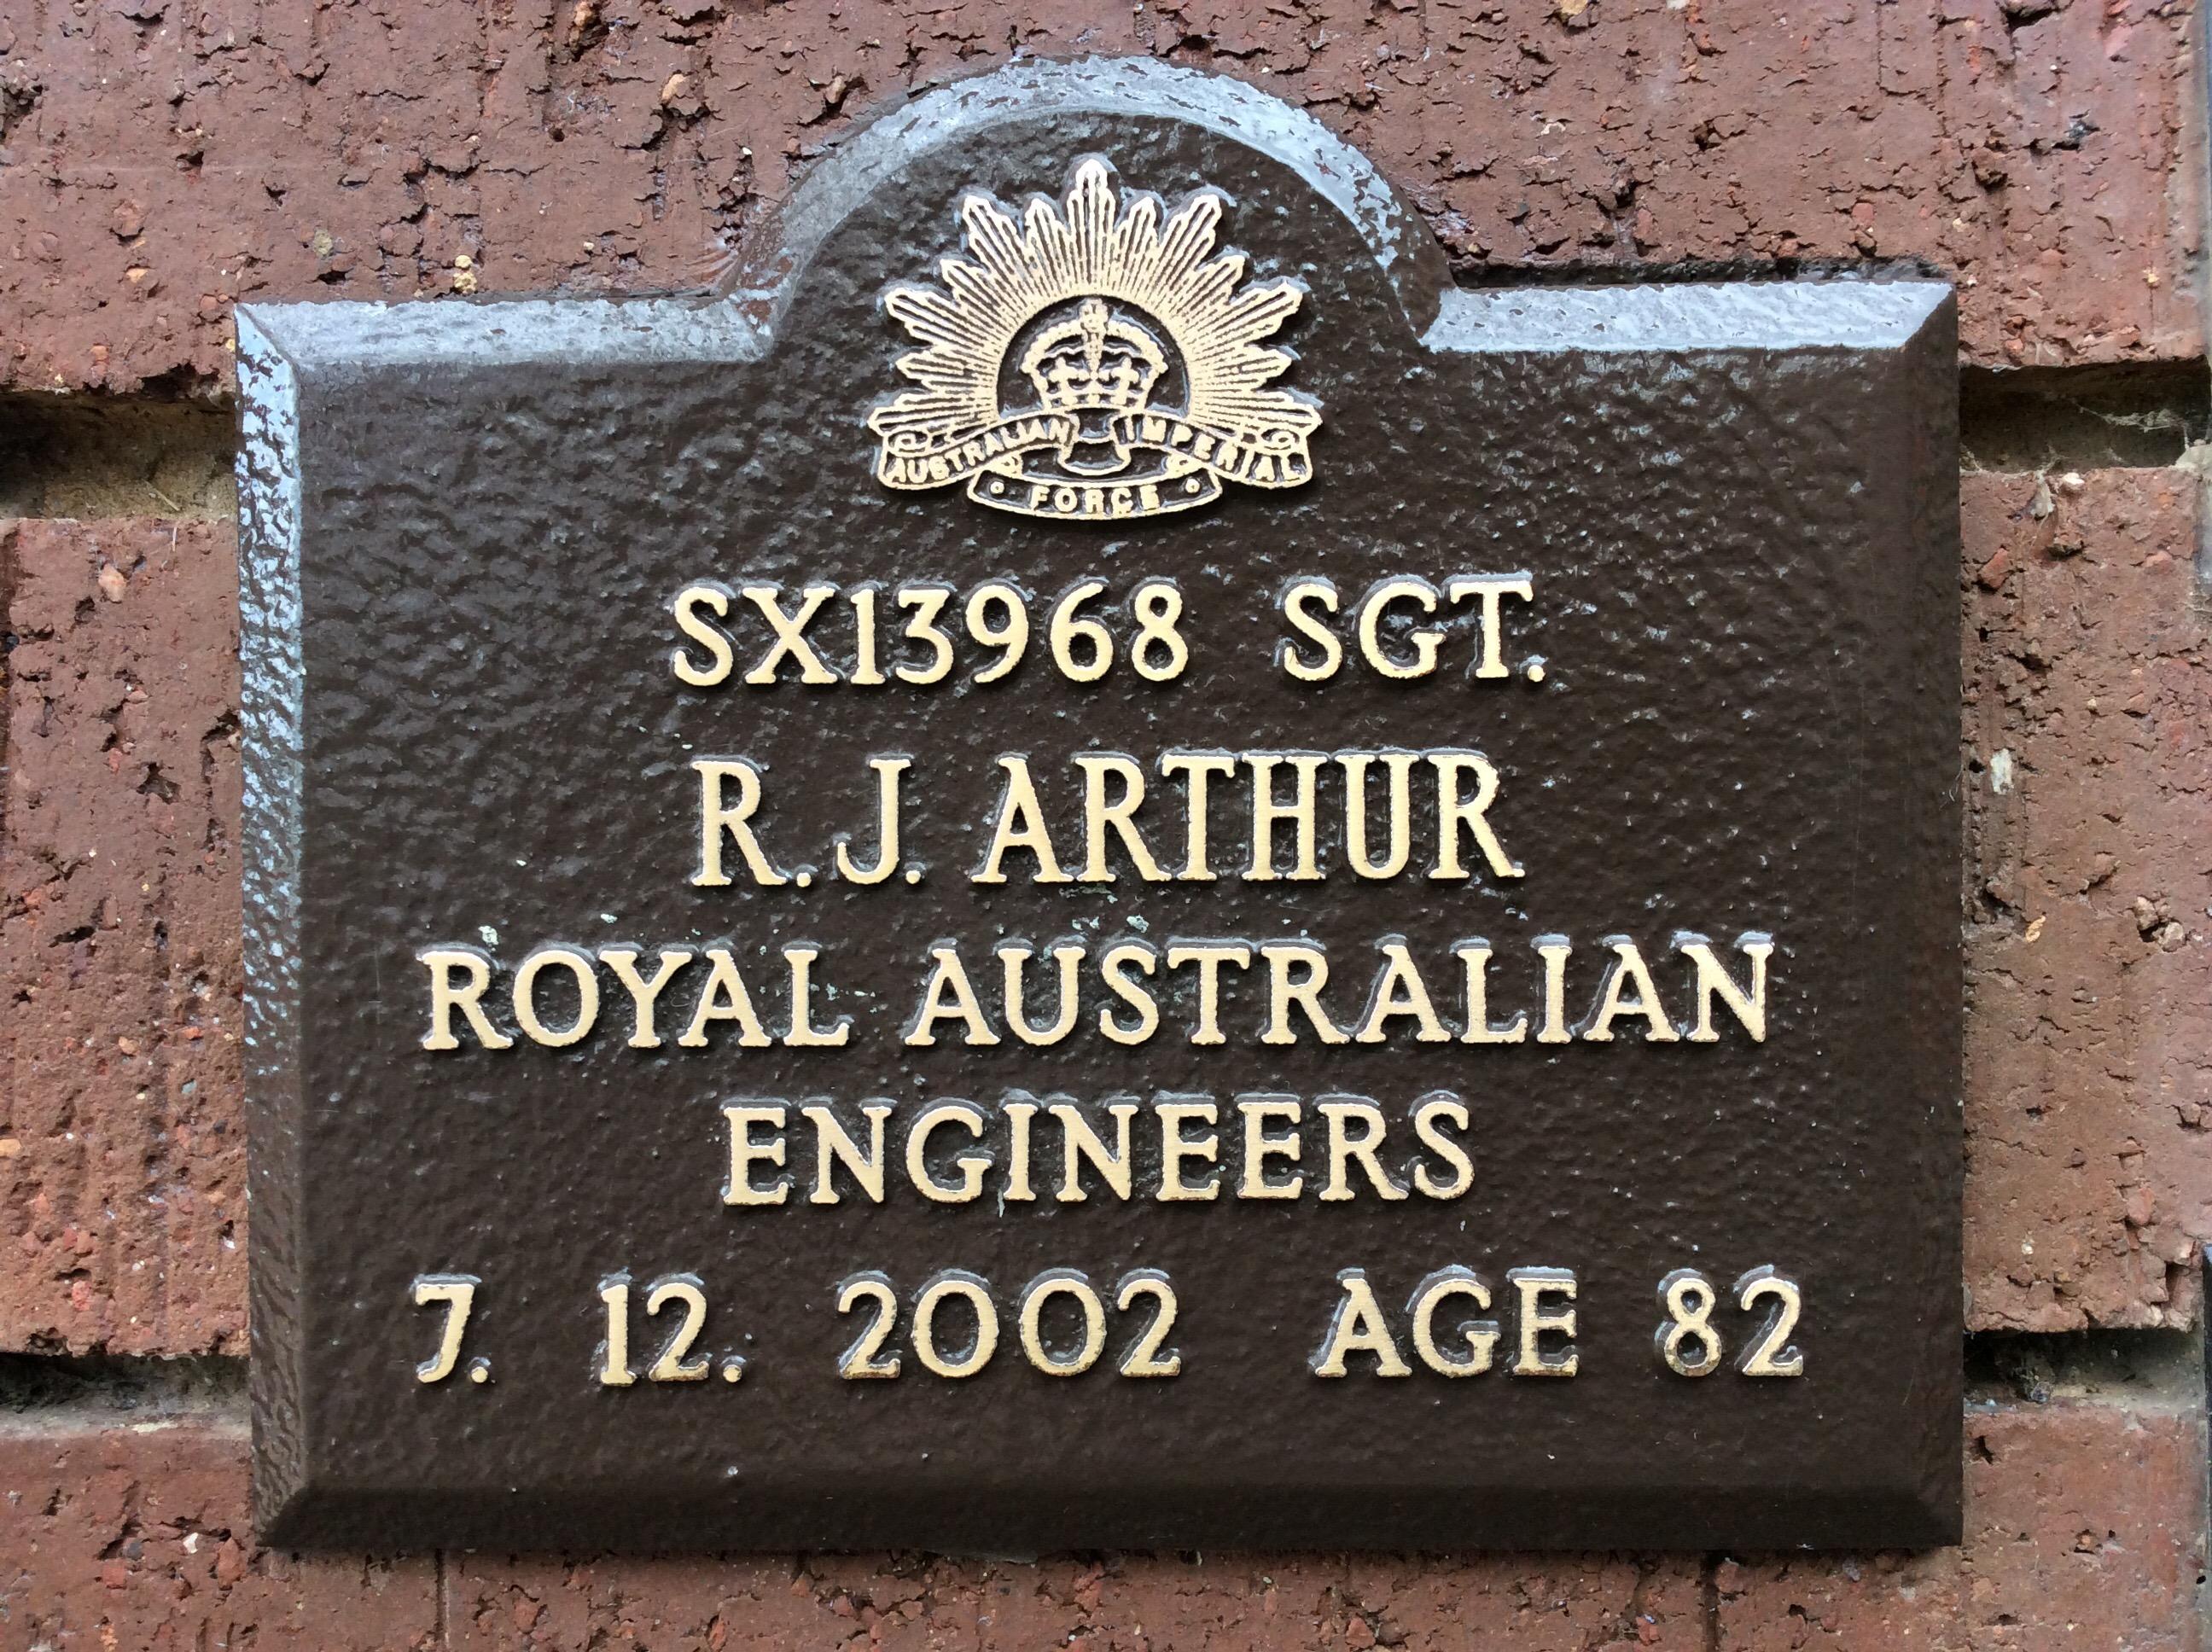 AUSTRALIAN IMPERIAL
FORCE
SX13968 SGT.
R. J. ARTHUR
ROYAL AUSTRALIAN
ENGINEERS
7. 12. 2002 AGE 82